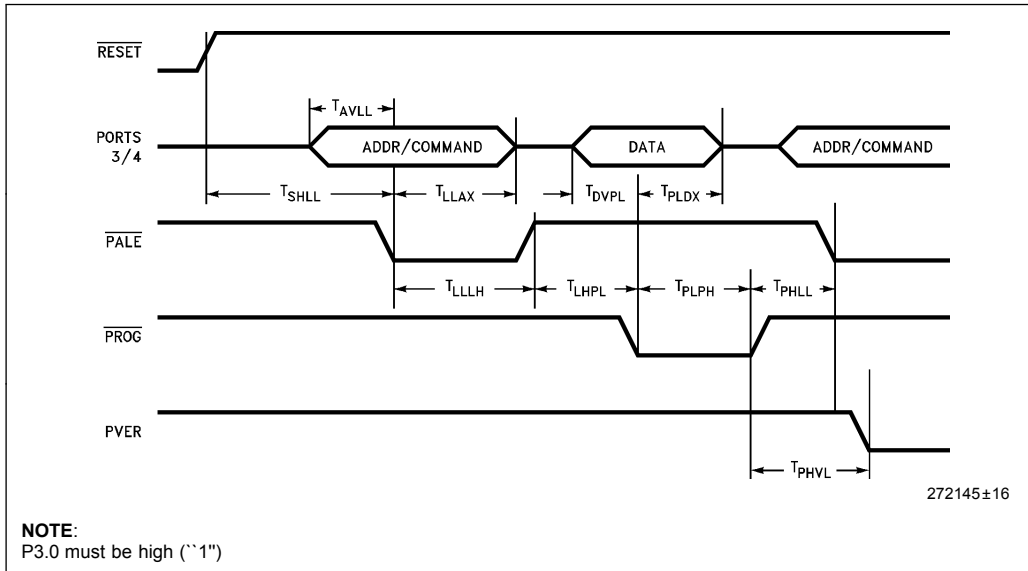 RESET
T_AVLL
PORTS
3/4
ADDR/COMMAND DATA ADDR/COMMAND
T_SHLL T_LLAX T_DVPL T_PLDX
PALE
T_LLLH T_LHPL T_PLPH T_PHLL
PROG
PVER
T_PHVL
272145±16
NOTE:
P3.0 must be high (``1'')